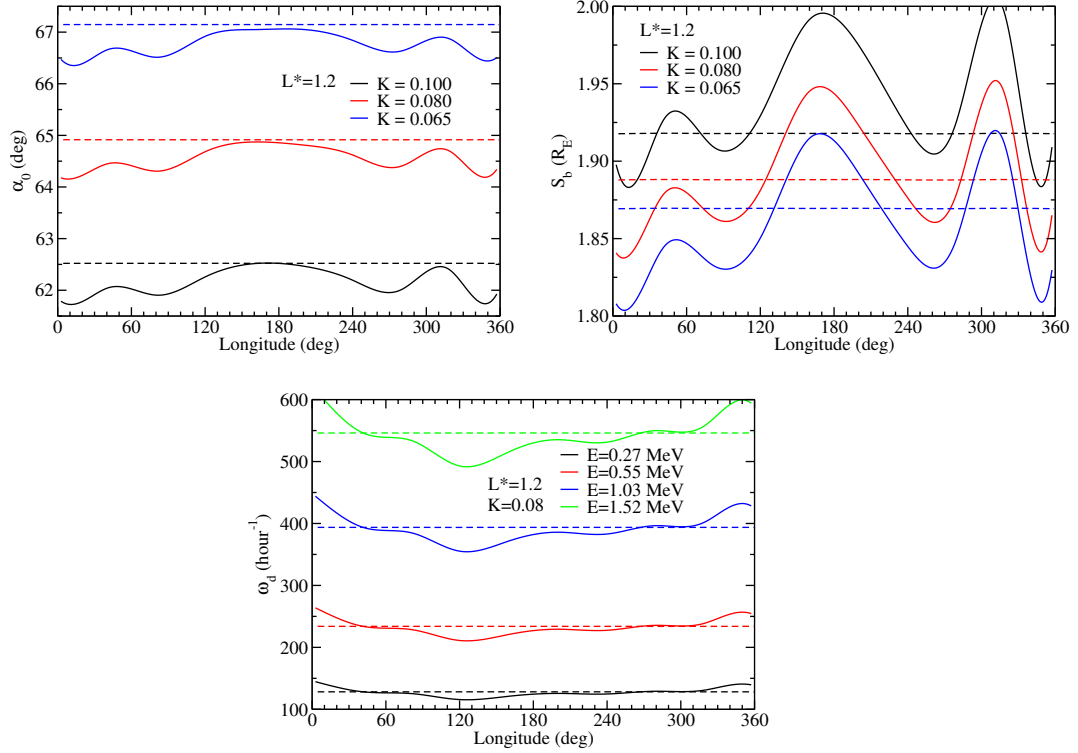 67
66
65
64
63
62
α0 (deg)
L*=1.2
K = 0.100
K = 0.080
K = 0.065
0 60 120 180 240 300 360
Longitude (deg)
2.00
1.95
1.90
1.85
1.80
Sb (RE)
L*=1.2
K = 0.100
K = 0.080
K = 0.065
0 60 120 180 240 300 360
Longitude (deg)
600
500
400
300
200
100
ωd (hour-1)
L*=1.2
K=0.08
E=0.27 MeV
E=0.55 MeV
E=1.03 MeV
E=1.52 MeV
0 60 120 180 240 300 360
Longitude (deg)